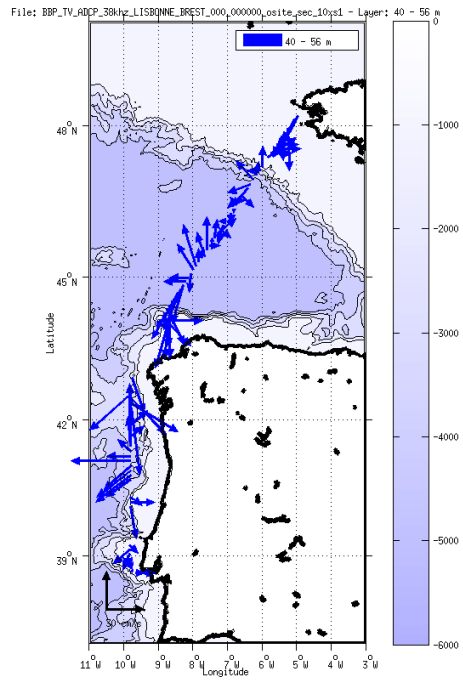 File: BBP_TV_ADCP_38khz_LISBONNE_BREST_000_000000_osite_sec_10xs1 - Layer: 40 - 56 m
40 - 56 m
0
-1000
-2000
-3000
-4000
-5000
-6000
48° N
45° N
42° N
39° N
Latitude
50 cm/s
11° W 10° W 9° W 8° W 7° W 6° W 5° W 4° W 3° W
Longitude